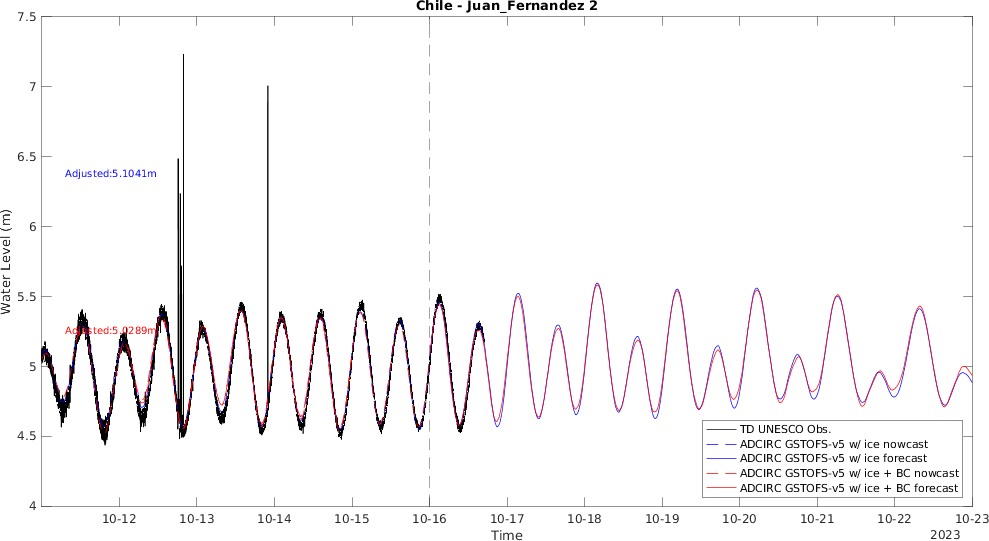 Chile - Juan_Fernandez 2
7.5
7
6.5
6
5.5
5
4.5
4
Water Level (m)
Adjusted:5.1041m
Adjusted:5.0289m
TD UNESCO Obs.
ADCIRC GSTOFS-v5 w/ ice nowcast
ADCIRC GSTOFS-v5 w/ ice forecast
ADCIRC GSTOFS-v5 w/ ice + BC nowcast
ADCIRC GSTOFS-v5 w/ ice + BC forecast
10-12 10-13 10-14 10-15 10-16 10-17 10-18 10-19 10-20 10-21 10-22 10-23
Time
2023